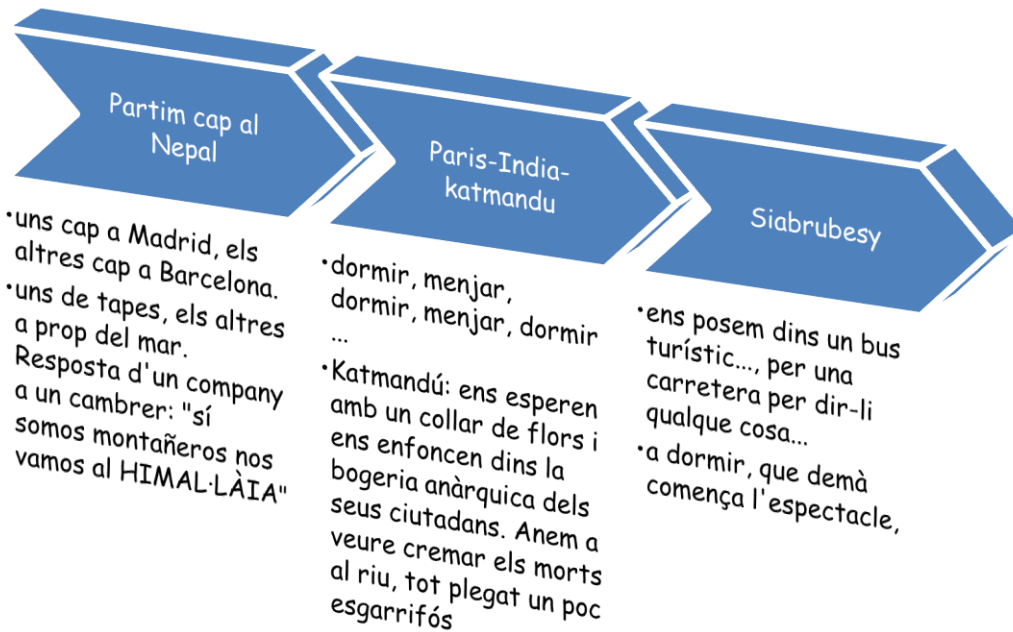 Partim cap al
Nepal
•uns cap a Madrid, els
altres cap a Barcelona.
•uns de tapes, els altres
a prop del mar.
Resposta d'un company
a un cambrer: "sí
somos montañeros nos
vamos al HIMAL·LÀIA"
Paris-India-
katmandu
•dormir, menjar,
dormir, menjar, dormir
...
•Katmandú: ens esperen
amb un collar de flors i
ens enfoncen dins la
bogeria anàrquica dels
seus ciutadans. Anem a
veure cremar els morts
al riu, tot plegat un poc
esgarrifós
Siabrubesy
•ens posem dins un bus
turístic..., per una
carretera per dir-li
qualque cosa...
•a dormir, que demà
comença l'espectacle,